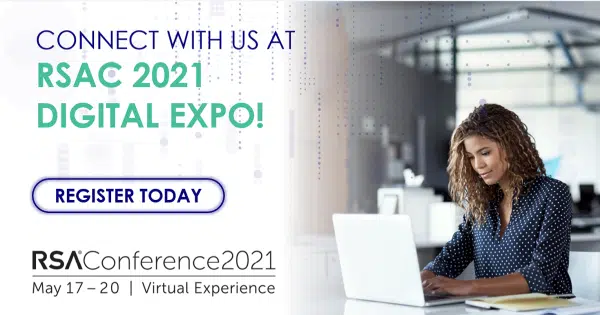 CONNECT WITH US AT
RSAC 2021
DIGITAL EXPO!
REGISTER TODAY
RSAConference2021
May 17 – 20 | Virtual Experience